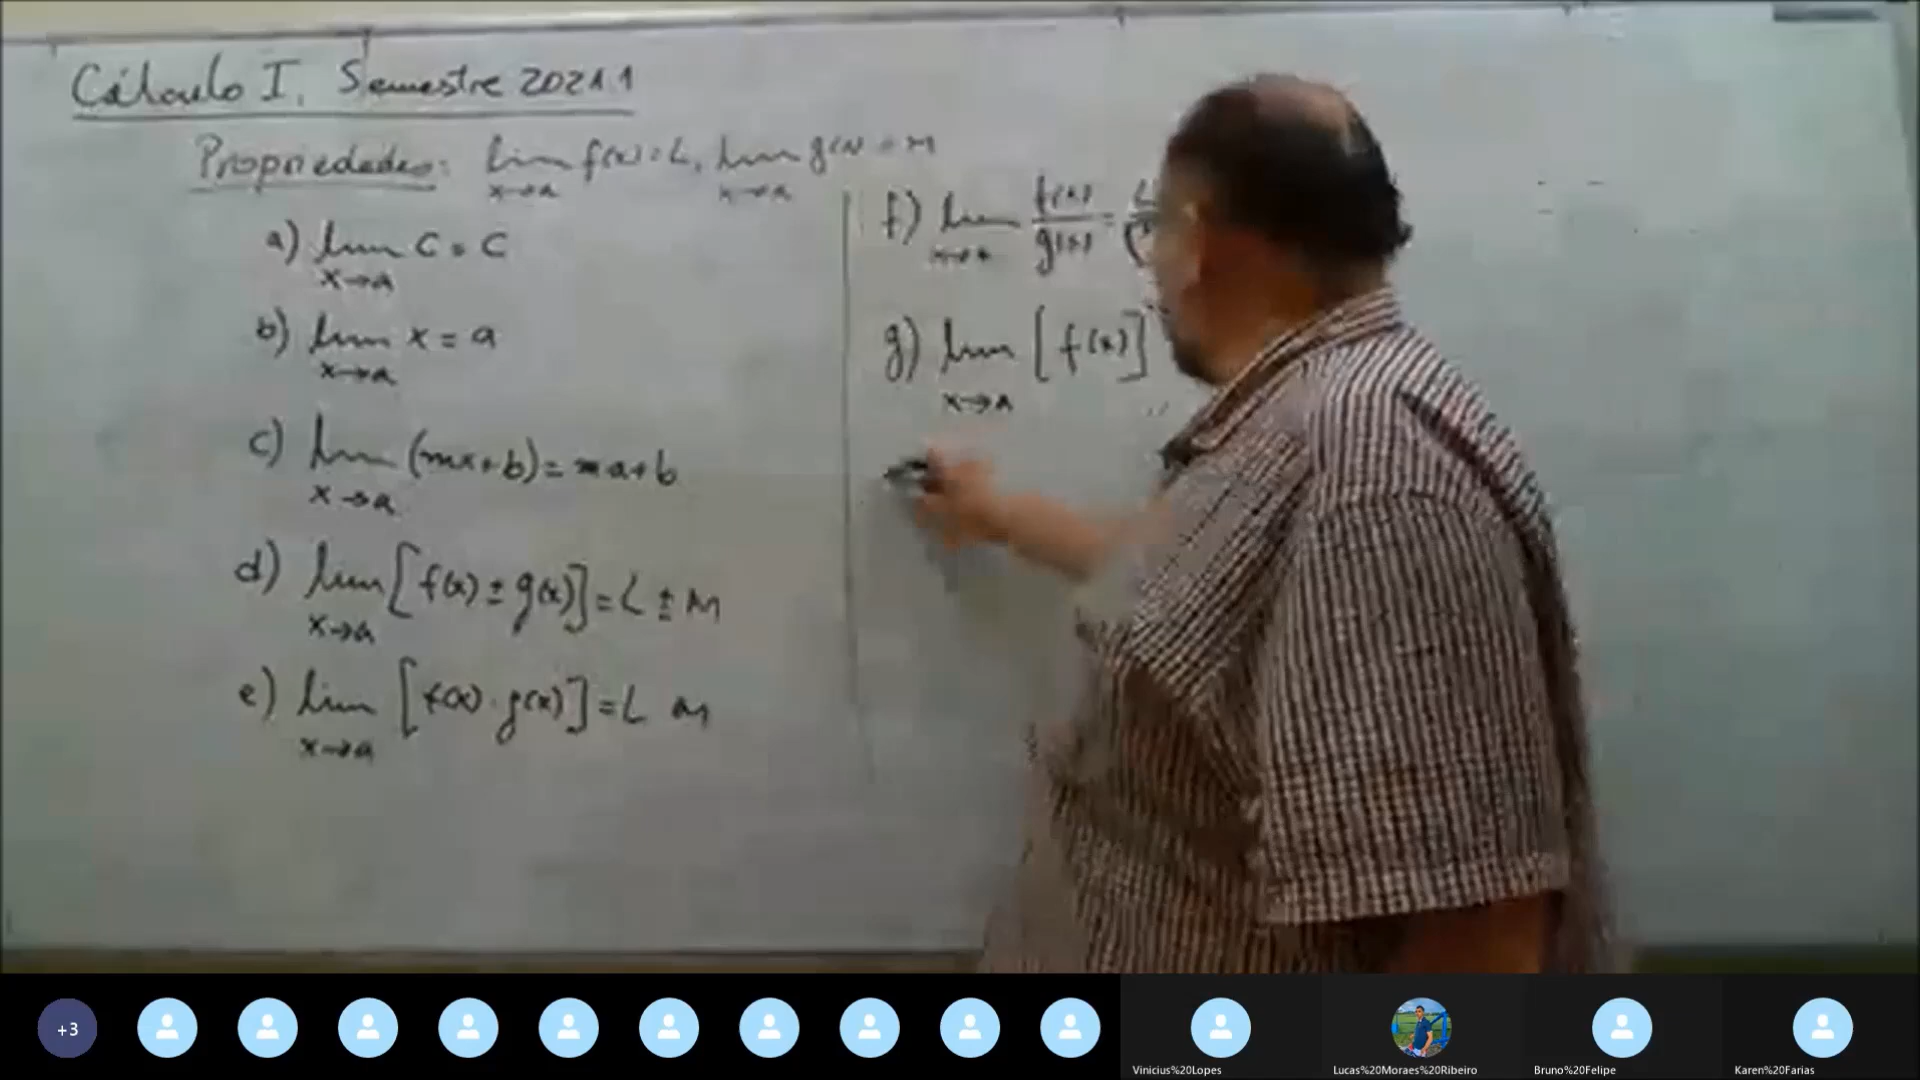 Cálculo I. Semestre 2021.1
Propriedades: lim f(x) = L, lim g(x) = M
x→a x→a
a) lim c = c
x→a
b) lim x = a
x→a
c) lim (mx+b) = ma+b
x→a
d) lim [f(x) ± g(x)] = L ± M
x→a
e) lim [f(x) · g(x)] = L M
x→a
f) lim f(x)/g(x) = L
x→a
g) lim [f(x)]
x→a
+3
Vinicius%20Lopes
Lucas%20Moraes%20Ribeiro
Bruno%20Felipe
Karen%20Farias